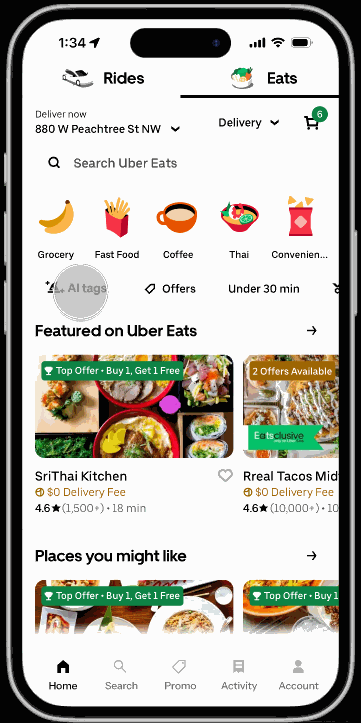 1:34
Rides
Eats
Deliver now
880 W Peachtree St NW
Delivery
6
Search Uber Eats
Grocery
Fast Food
Coffee
Thai
Convenien...
AI tags
Offers
Under 30 min
Featured on Uber Eats
Top Offer • Buy 1, Get 1 Free
2 Offers Available
Eatsclusive
SriThai Kitchen
$0 Delivery Fee
4.6★(1,500+) • 18 min
Rreal Tacos Mid
$0 Delivery Fee
4.6★(10,000+) • 10
Places you might like
Top Offer • Buy 1, Get 1 Free
Top Offer • Buy 1
Home
Search
Promo
Activity
Account